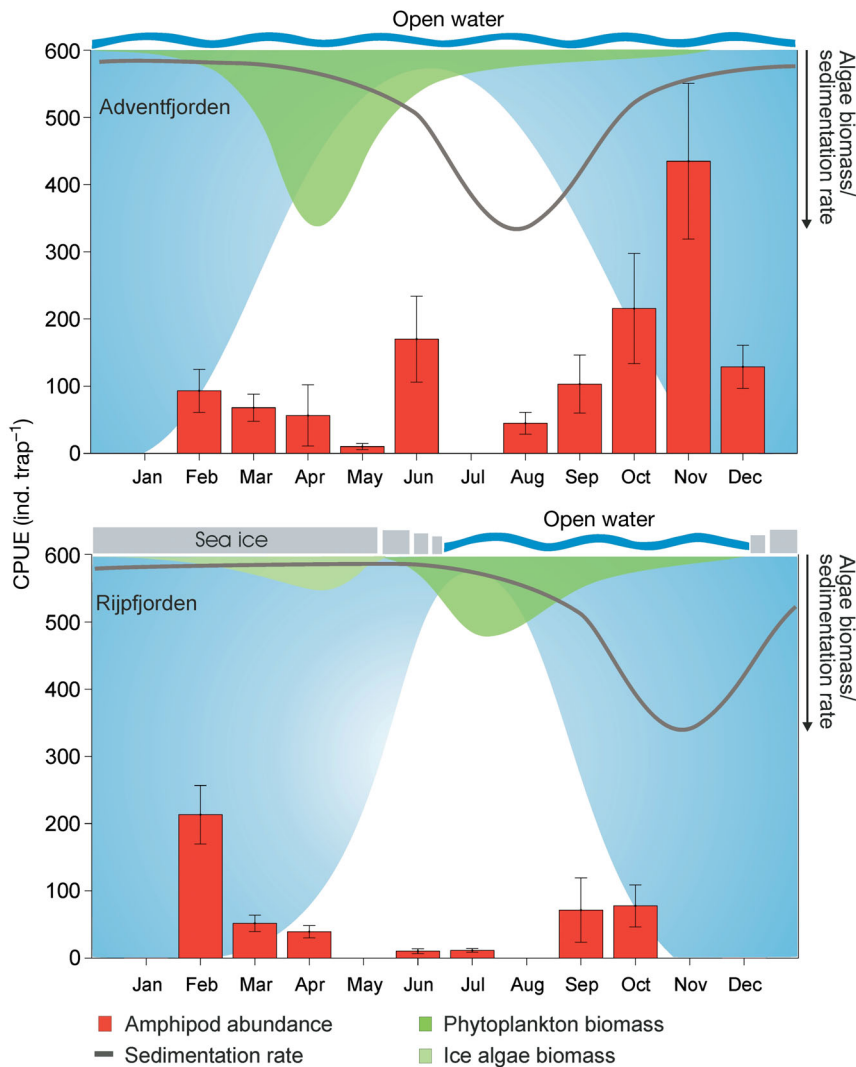 Open water
600
500
400
300
200
100
0
Adventfjorden
Algae biomass/
sedimentation rate
Jan Feb Mar Apr May Jun Jul Aug Sep Oct Nov Dec
CPUE (ind. trap⁻¹)
Sea ice
Open water
600
500
400
300
200
100
0
Rijpfjorden
Algae biomass/
sedimentation rate
Jan Feb Mar Apr May Jun Jul Aug Sep Oct Nov Dec
Amphipod abundance
Phytoplankton biomass
Sedimentation rate
Ice algae biomass